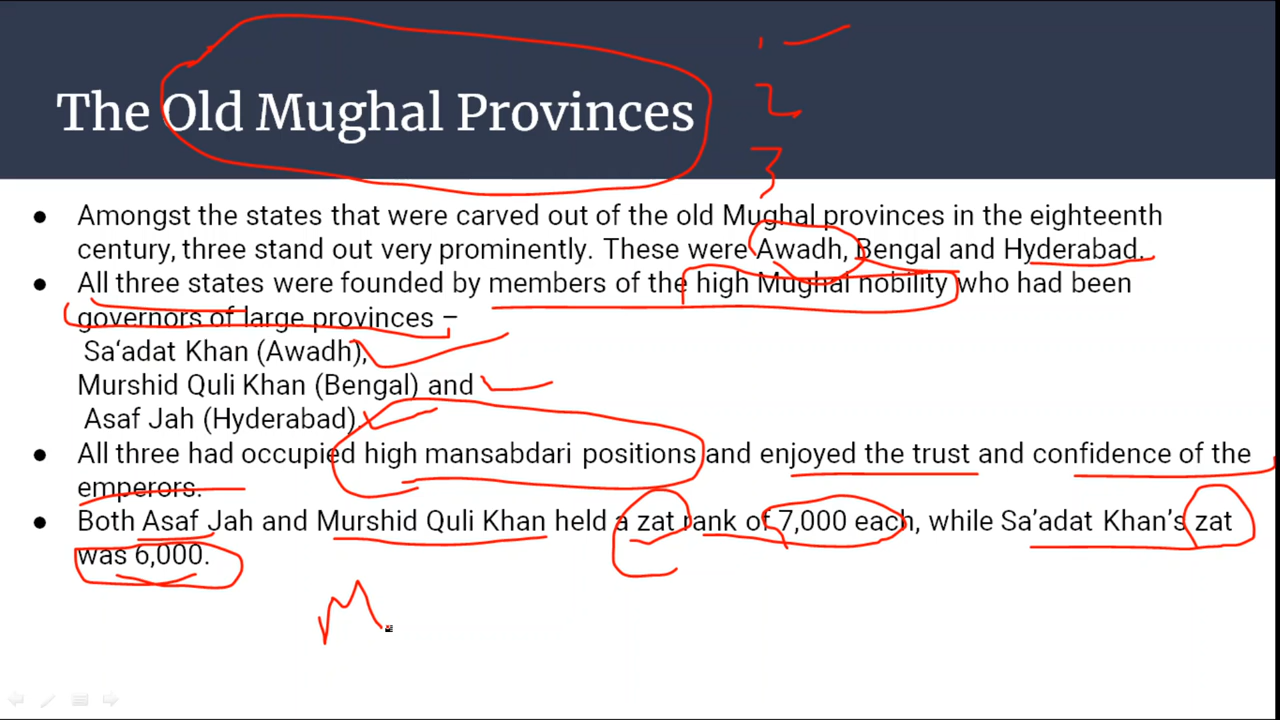 The Old Mughal Provinces
1
2
3
● Amongst the states that were carved out of the old Mughal provinces in the eighteenth
century, three stand out very prominently. These were Awadh, Bengal and Hyderabad.
● All three states were founded by members of the high Mughal nobility who had been
governors of large provinces –
Sa‘adat Khan (Awadh),
Murshid Quli Khan (Bengal) and
Asaf Jah (Hyderabad).
● All three had occupied high mansabdari positions and enjoyed the trust and confidence of the
emperors.
● Both Asaf Jah and Murshid Quli Khan held a zat rank of 7,000 each, while Sa’adat Khan’s zat
was 6,000.
M